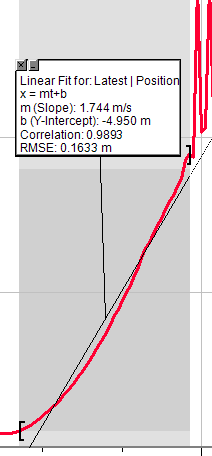 Linear Fit for: Latest | Position
x = mt+b
m (Slope): 1.744 m/s
b (Y-Intercept): -4.950 m
Correlation: 0.9893
RMSE: 0.1633 m